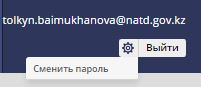 tolkyn.baimukhanova@natd.gov.kz
Выйти
Сменить пароль